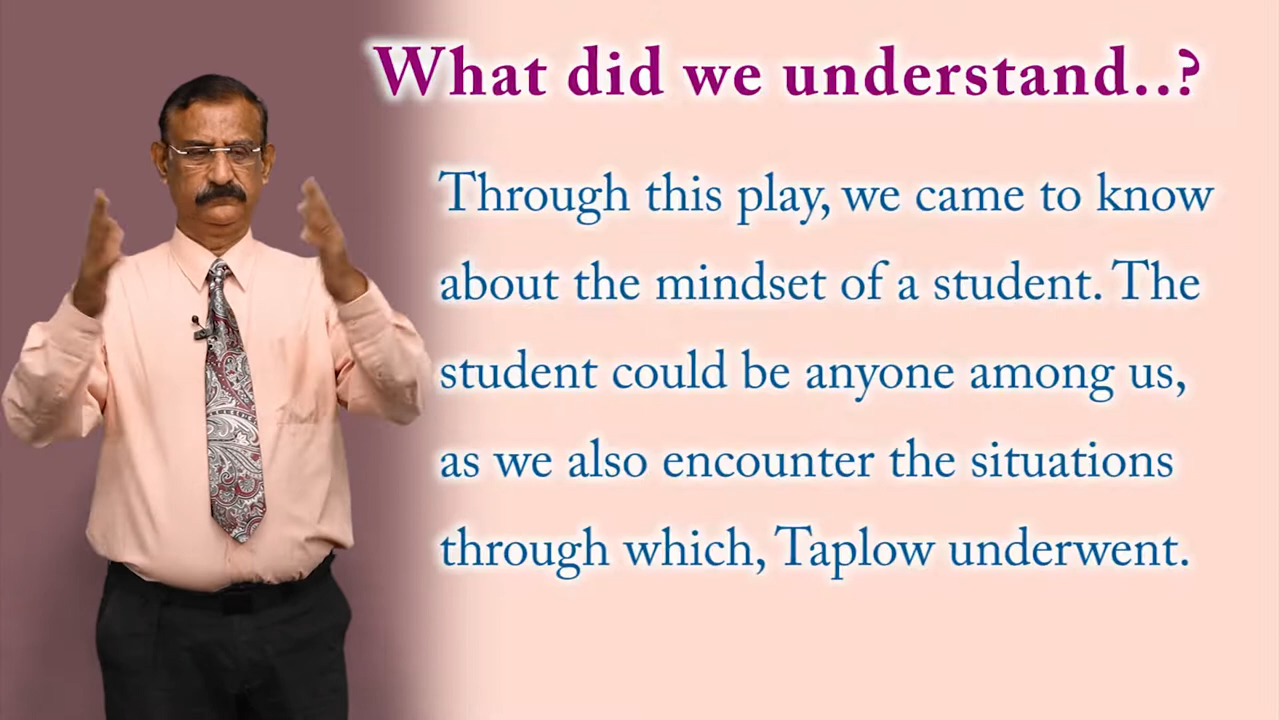 What did we understand..?
Through this play, we came to know
about the mindset of a student. The
student could be anyone among us,
as we also encounter the situations
through which, Taplow underwent.